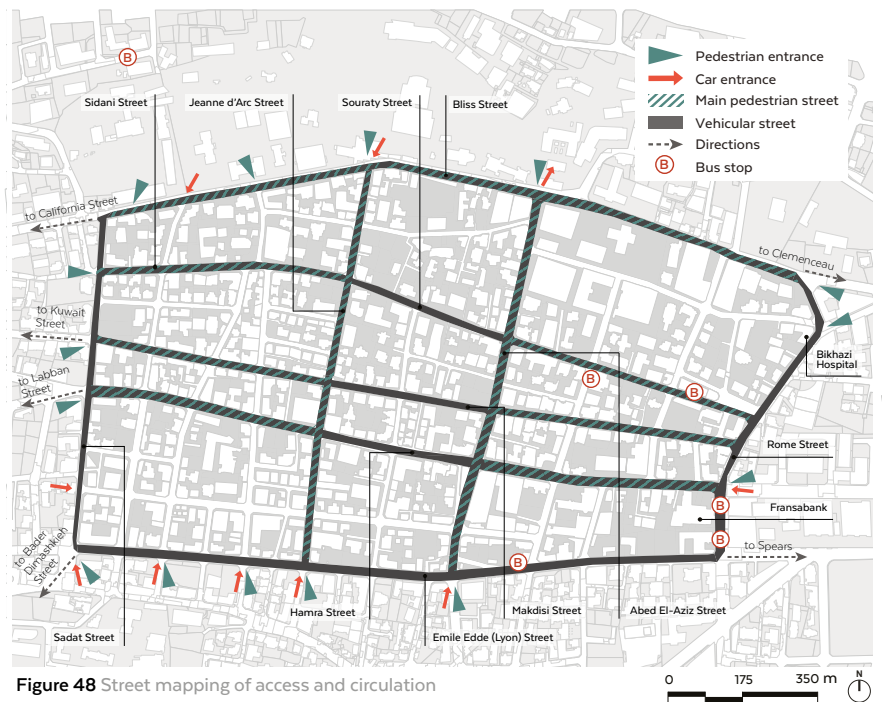 B
Pedestrian entrance
Car entrance
Main pedestrian street
Vehicular street
Directions
B Bus stop
Sidani Street
Jeanne d'Arc Street
Souraty Street
Bliss Street
to California Street
to Clemenceau
to Kuwait
Street
to Labban
Street
Bikhazi
Hospital
B
B
Rome Street
Fransabank
B
B
to Spears
B
to Bader
Dimashkieh
Street
Hamra Street
Makdisi Street
Abed El-Aziz Street
Sadat Street
Emile Edde (Lyon) Street
Figure 48 Street mapping of access and circulation
0 175 350 m
N